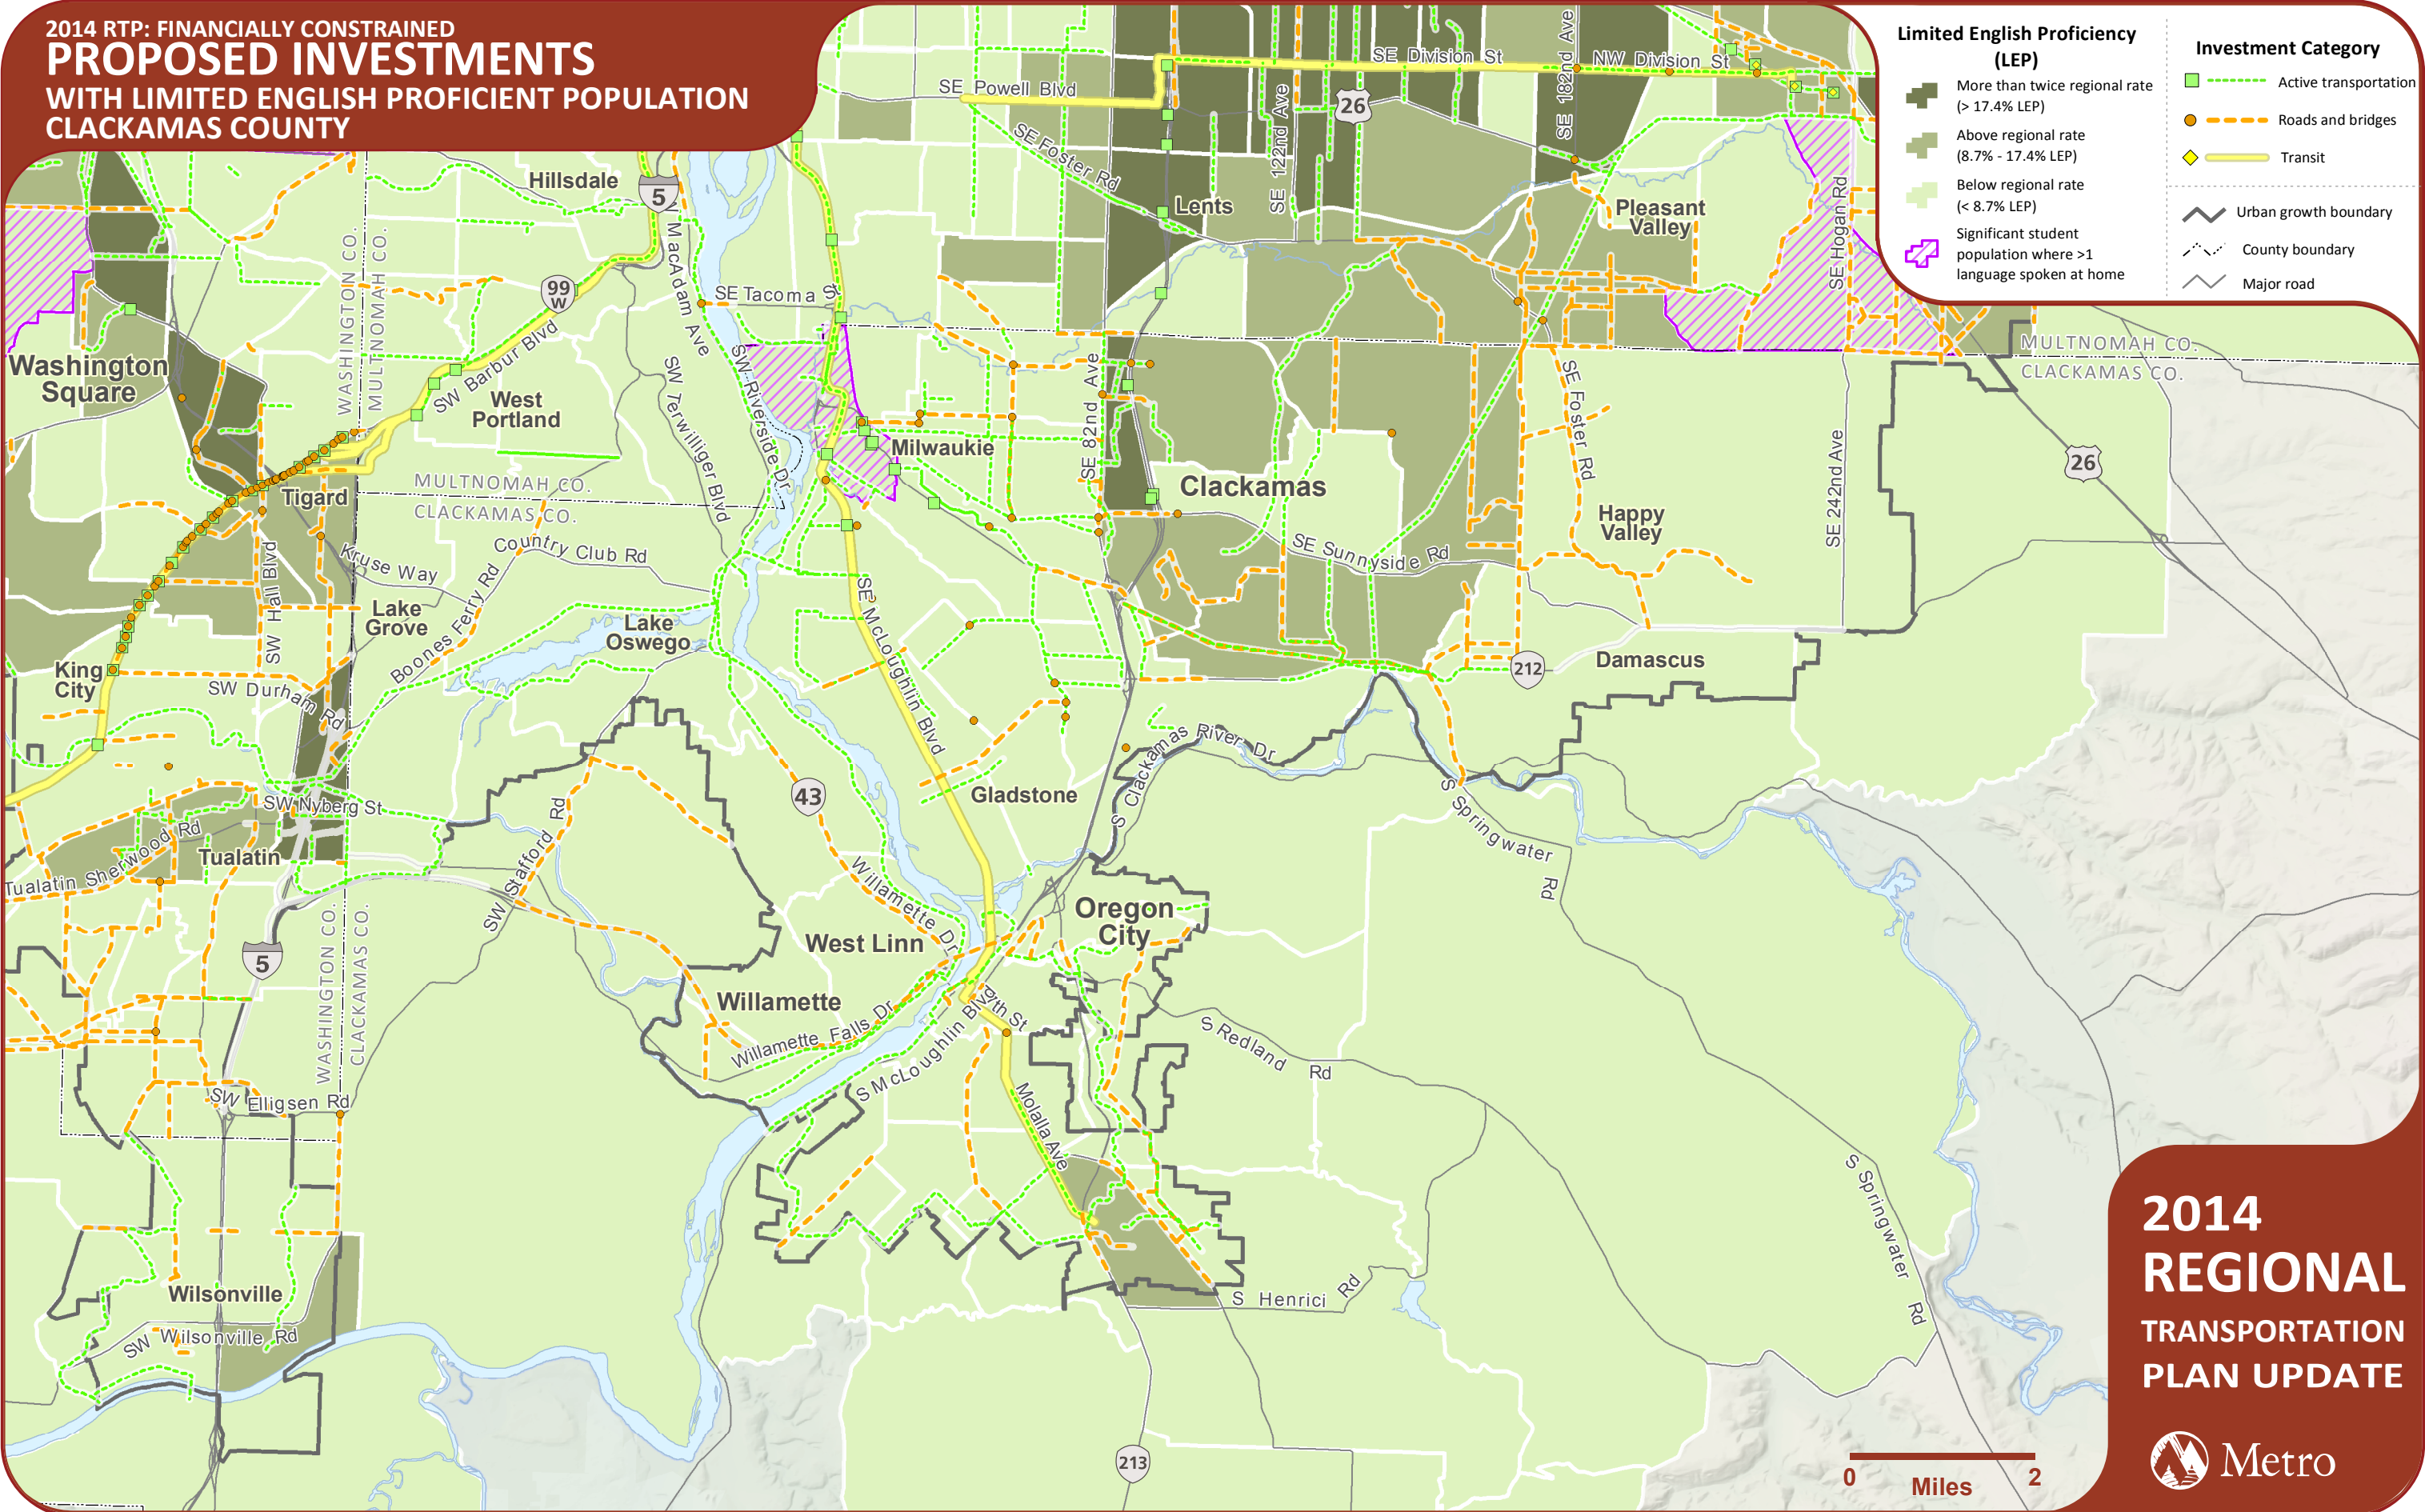 2014 RTP: FINANCIALLY CONSTRAINED
PROPOSED INVESTMENTS
WITH LIMITED ENGLISH PROFICIENT POPULATION
CLACKAMAS COUNTY
Limited English Proficiency
(LEP)
More than twice regional rate
(> 17.4% LEP)
Above regional rate
(8.7% - 17.4% LEP)
Below regional rate
(< 8.7% LEP)
Significant student
population where >1
language spoken at home
Investment Category
Active transportation
Roads and bridges
Transit
Urban growth boundary
County boundary
Major road
SE Powell Blvd
SE Division St
NW Division St
SE Foster Rd
SE 122nd Ave
26
SE 182nd Ave
Lents
Pleasant
Valley
SE Hogan Rd
Hillsdale
5
SW MacAdam Ave
WASHINGTON CO.
MULTNOMAH CO.
99
W
SE Tacoma St
SW Barbur Blvd
Washington
Square
West
Portland
SW Terwilliger Blvd
SW Riverside Dr
Milwaukie
SE 82nd Ave
Clackamas
SE Foster Rd
MULTNOMAH CO.
CLACKAMAS CO.
26
SE 242nd Ave
Happy
Valley
SE Sunnyside Rd
Tigard
MULTNOMAH CO.
CLACKAMAS CO.
Kruse Way
Country Club Rd
SW Hall Blvd
Lake
Grove
Boones Ferry Rd
Lake
Oswego
SE McLoughlin Blvd
King
City
SW Durham Rd
212
Damascus
S Clackamas River Dr
43
Gladstone
S Springwater Rd
SW Nyberg St
Tualatin
Tualatin Sherwood Rd
SW Stafford Rd
Willamette Dr
West Linn
Oregon
City
5
WASHINGTON CO.
CLACKAMAS CO.
Willamette
Willamette Falls Dr
S McLoughlin Blvd
7th St
S Redland Rd
SW Elligsen Rd
Molalla Ave
S Springwater Rd
Wilsonville
SW Wilsonville Rd
S Henrici Rd
213
0
2
Miles
2014
REGIONAL
TRANSPORTATION
PLAN UPDATE
Metro